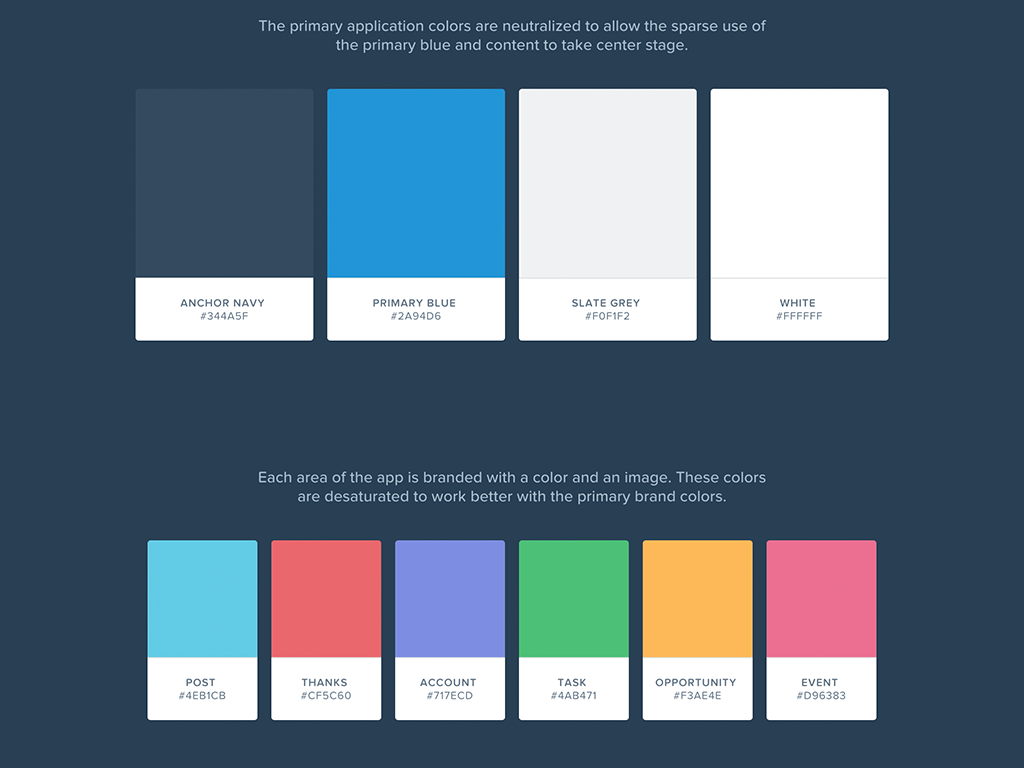 The primary application colors are neutralized to allow the sparse use of
the primary blue and content to take center stage.
ANCHOR NAVY
#344A5F
PRIMARY BLUE
#2A94D6
SLATE GREY
#F0F1F2
WHITE
#FFFFFF
Each area of the app is branded with a color and an image. These colors
are desaturated to work better with the primary brand colors.
POST
#4EB1CB
THANKS
#CF5C60
ACCOUNT
#717ECD
TASK
#4AB471
OPPORTUNITY
#F3AE4E
EVENT
#D96383